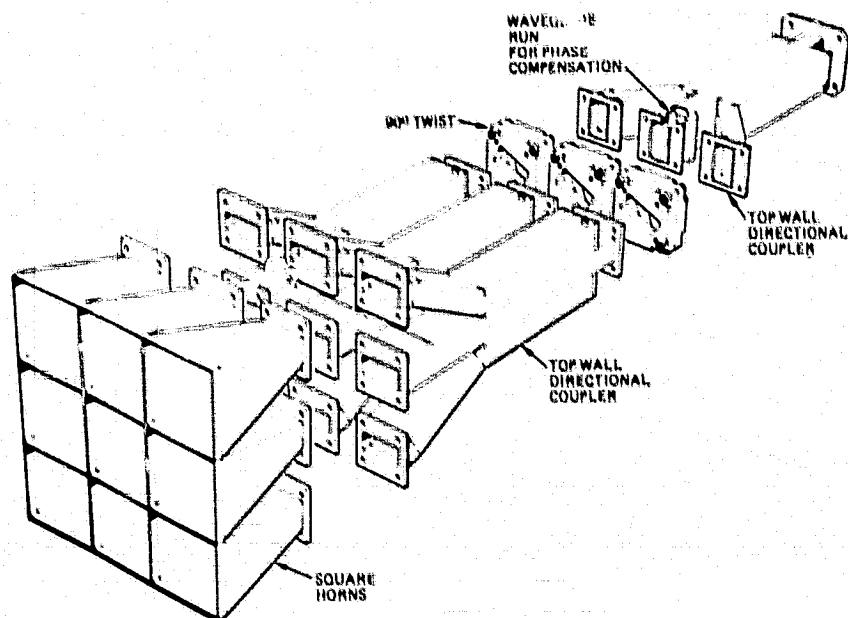 RUN
FOR PHASE
COMPENSATION
TWIST
TOP WALL
DIRECTIONAL
COUPLER
TOP WALL
DIRECTIONAL
COUPLER
SQUARE
HORNS